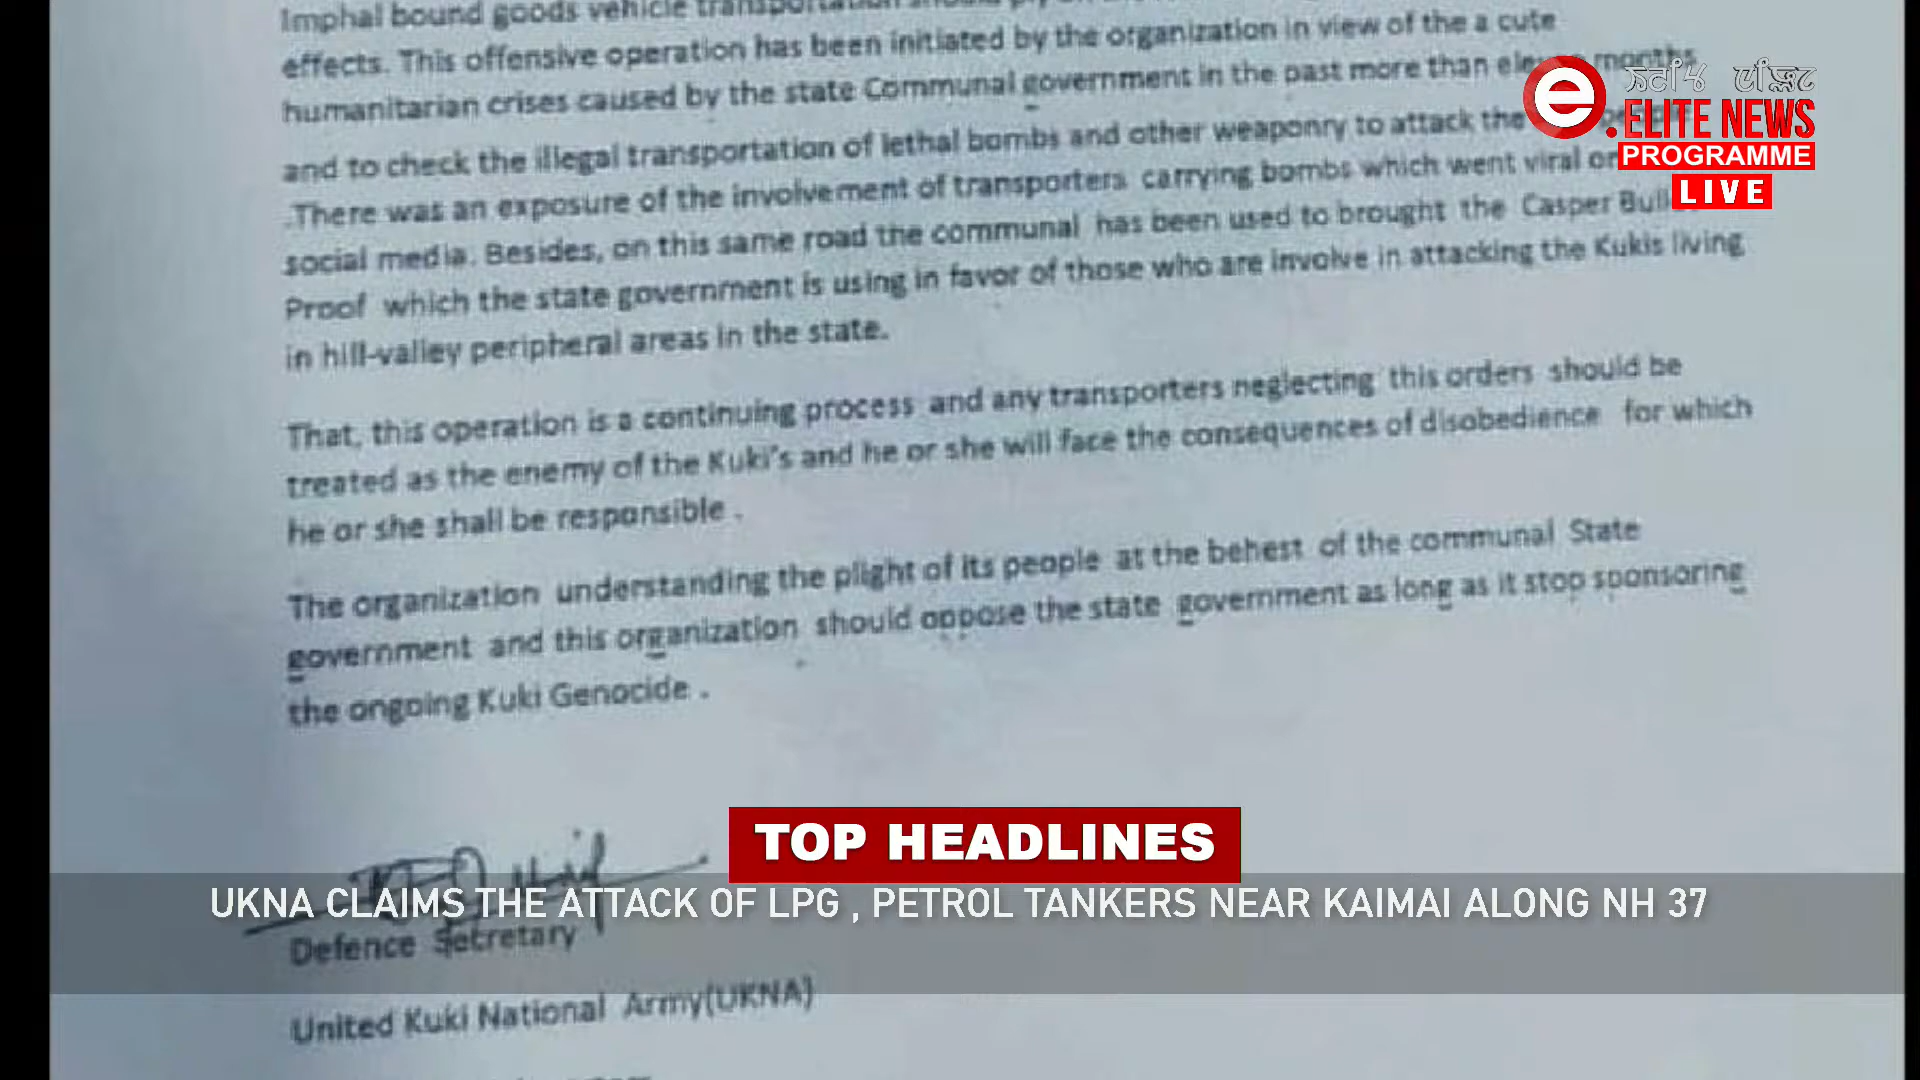 Imphal bound goods vehicle transportation should ply on
effects. This offensive operation has been initiated by the organization in view of the a cute
humanitarian crises caused by the state Communal government in the past more than months
and to check the illegal transportation of lethal bombs and other weaponry to attack the
.There was an exposure of the involvement of transporters carrying bombs which went viral on
social media. Besides, on this same road the communal has been used to brought the Casper
Proof which the state government is using in favor of those who are involve in attacking the Kukis living
in hill-valley peripheral areas in the state.
That, this operation is a continuing process and any transporters neglecting this orders should be
treated as the enemy of the Kuki's and he or she will face the consequences of disobedience for which
he or she shall be responsible .
The organization understanding the plight of its people at the behest of the communal State
government and this organization should oppose the state government as long as it stop sponsoring
the ongoing Kuki Genocide .
Defence Secretary
United Kuki National Army(UKNA)
e.
ELITE NEWS
PROGRAMME
LIVE
TOP HEADLINES
UKNA CLAIMS THE ATTACK OF LPG , PETROL TANKERS NEAR KAIMAI ALONG NH 37